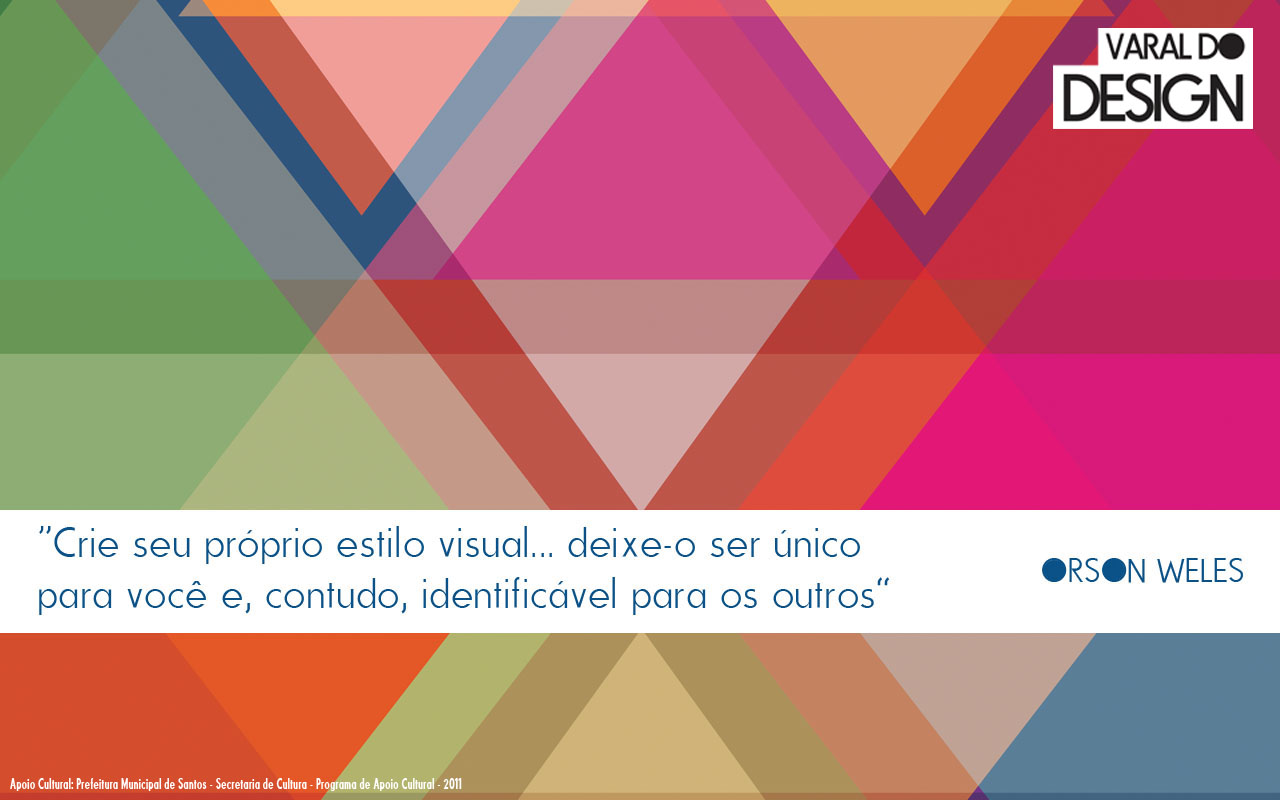 VARAL DO
DESIGN
”Crie seu próprio estilo visual... deixe-o ser único
para você e, contudo, identificável para os outros“
ORSON WELES
Apoio Cultural: Prefeitura Municipal de Santos - Secretaria de Cultura - Programa de Apoio Cultural - 2011